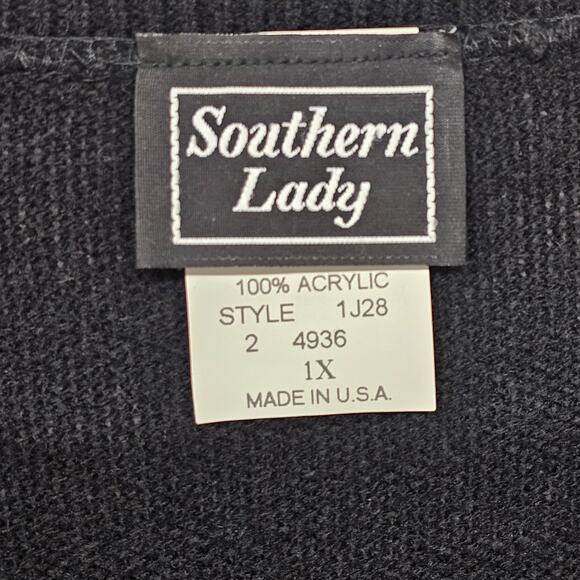 Southern
Lady
100% ACRYLIC
STYLE 1J28
2 4936
1X
MADE IN U.S.A.